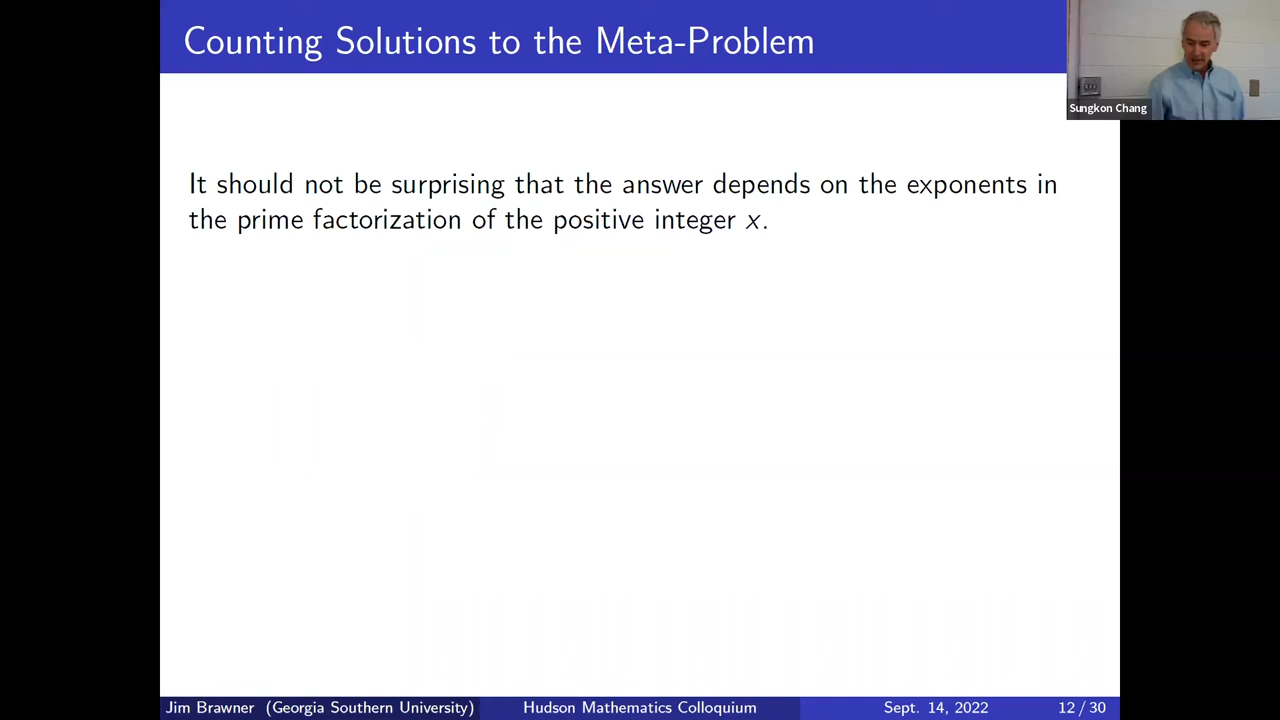 Counting Solutions to the Meta-Problem
Sungkon Chang
It should not be surprising that the answer depends on the exponents in
the prime factorization of the positive integer x.
Jim Brawner (Georgia Southern University) Hudson Mathematics Colloquium Sept. 14, 2022 12 / 30